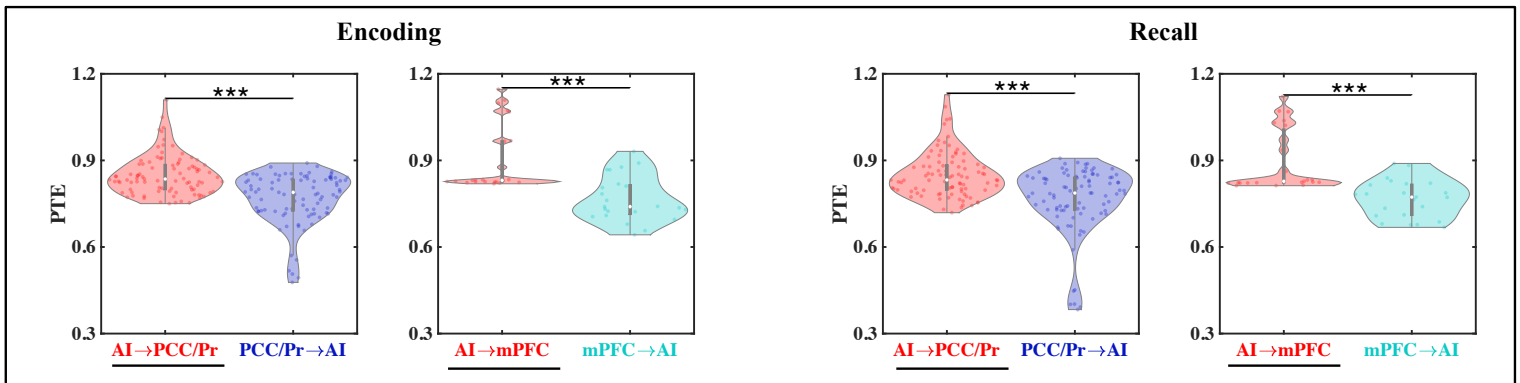 Encoding
Recall
*** *** *** ***
1.2 1.2 1.2 1.2
0.9 0.9 0.9 0.9
PTE PTE
0.6 0.6 0.6 0.6
0.3 0.3 0.3 0.3
AI→PCC/Pr PCC/Pr→AI AI→mPFC mPFC→AI AI→PCC/Pr PCC/Pr→AI AI→mPFC mPFC→AI